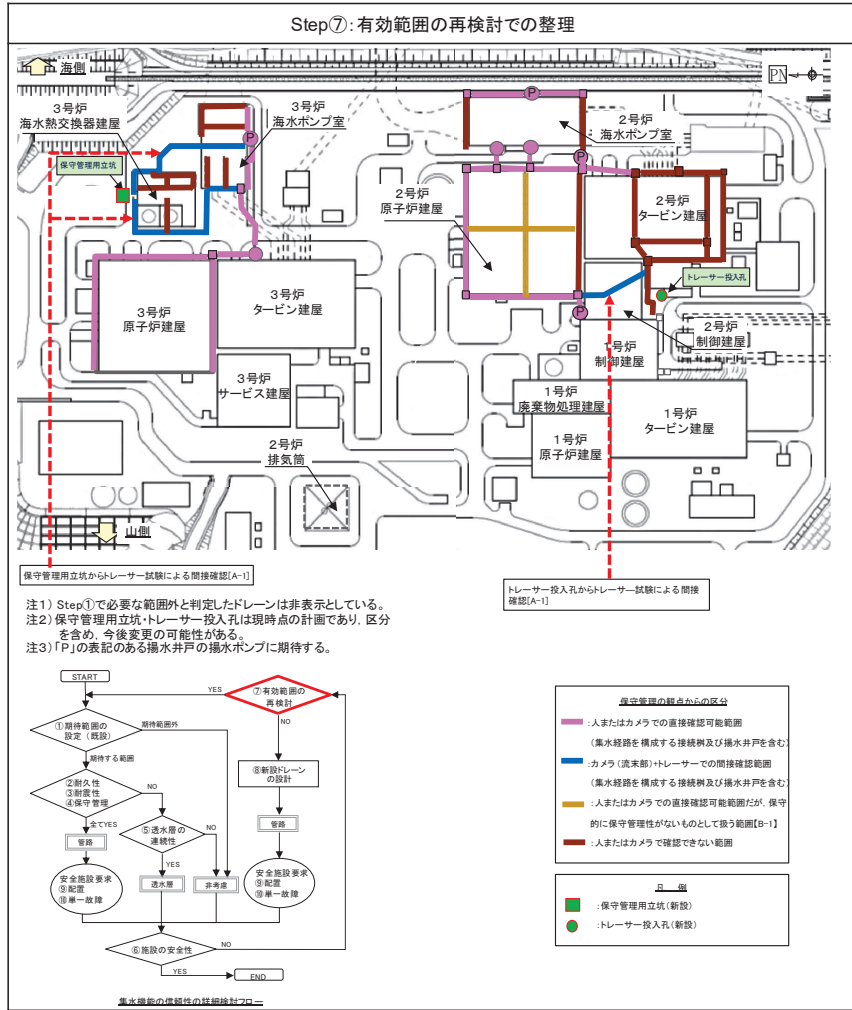 Step⑦:有効範囲の再検討での整理
海側
PN
3号炉
海水熱交換器建屋
3号炉
海水ポンプ室
P
保守管理用立坑
P
2号炉
海水ポンプ室
P
2号炉
原子炉建屋
2号炉
タービン建屋
トレーサー投入孔
3号炉
原子炉建屋
3号炉
タービン建屋
P
2号炉
制御建屋
1号炉
制御建屋
3号炉
サービス建屋
1号炉
廃棄物処理建屋
1号炉
タービン建屋
1号炉
原子炉建屋
2号炉
排気筒
山側
保守管理用立坑からトレーサー試験による間接確認[A-1]
トレーサー投入孔からトレーサー試験による間接
確認[A-1]
注1) Step①で必要な範囲外と判定したドレーンは非表示としている。
注2) 保守管理用立坑・トレーサー投入孔は現時点の計画であり、区分
を含め、今後変更の可能性がある。
注3)「P」の表記のある揚水井戸の揚水ポンプに期待する。
START
YES
⑦有効範囲の
再検討
NO
①期待範囲の
設定(既設)
期待範囲外
期待する範囲
⑧新設ドレーン
の設計
②耐久性
③耐震性
④保守管理
NO
全てYES
⑤透水層の
連続性
NO
YES
管路
管路
透水層
非考慮
安全施設要求
⑨配置
⑩単一故障
安全施設要求
⑨配置
⑩単一故障
⑥施設の安全性
NO
YES
END
集水機能の信頼性の詳細検討フロー
保守管理の観点からの区分
:人またはカメラでの直接確認可能範囲
(集水経路を構成する接続桝及び揚水井戸を含む)
:カメラ(流末部)+トレーサーでの間接確認範囲
(集水経路を構成する接続桝及び揚水井戸を含む)
:人またはカメラでの直接確認可能範囲だが、保守
的に保守管理性がないものとして扱う範囲【B-1】
:人またはカメラで確認できない範囲
凡 例
:保守管理用立坑(新設)
:トレーサー投入孔(新設)